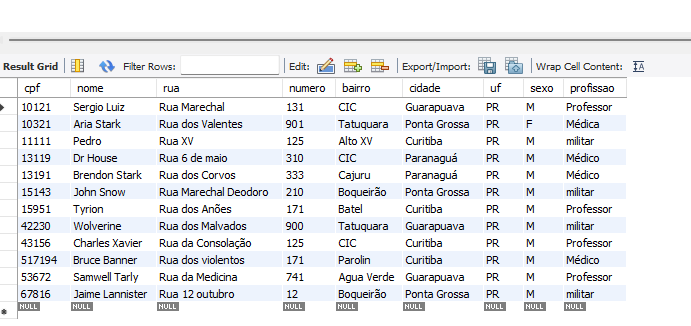 Result Grid Filter Rows: Edit: Export/Import: Wrap Cell Content:
cpf nome rua numero bairro cidade uf sexo profissao
10121 Sergio Luiz Rua Marechal 131 CIC Guarapuava PR M Professor
10321 Aria Stark Rua dos Valentes 901 Tatuquara Ponta Grossa PR F Médica
11111 Pedro Rua XV 125 Alto XV Curitiba PR M militar
13119 Dr House Rua 6 de maio 310 CIC Paranaguá PR M Médico
13191 Brendon Stark Rua dos Corvos 333 Cajuru Paranaguá PR M Médico
15143 John Snow Rua Marechal Deodoro 210 Boqueirão Ponta Grossa PR M militar
15951 Tyrion Rua dos Anões 171 Batel Curitiba PR M Professor
42230 Wolverine Rua dos Malvados 900 Tatuquara Guarapuava PR M militar
43156 Charles Xavier Rua da Consolação 125 CIC Curitiba PR M Professor
517194 Bruce Banner Rua dos violentos 171 Parolin Curitiba PR M Médico
53672 Samwell Tarly Rua da Medicina 741 Agua Verde Guarapuava PR M Professor
67816 Jaime Lannister Rua 12 outubro 12 Boqueirão Ponta Grossa PR M militar
NULL NULL NULL NULL NULL NULL NULL NULL NULL